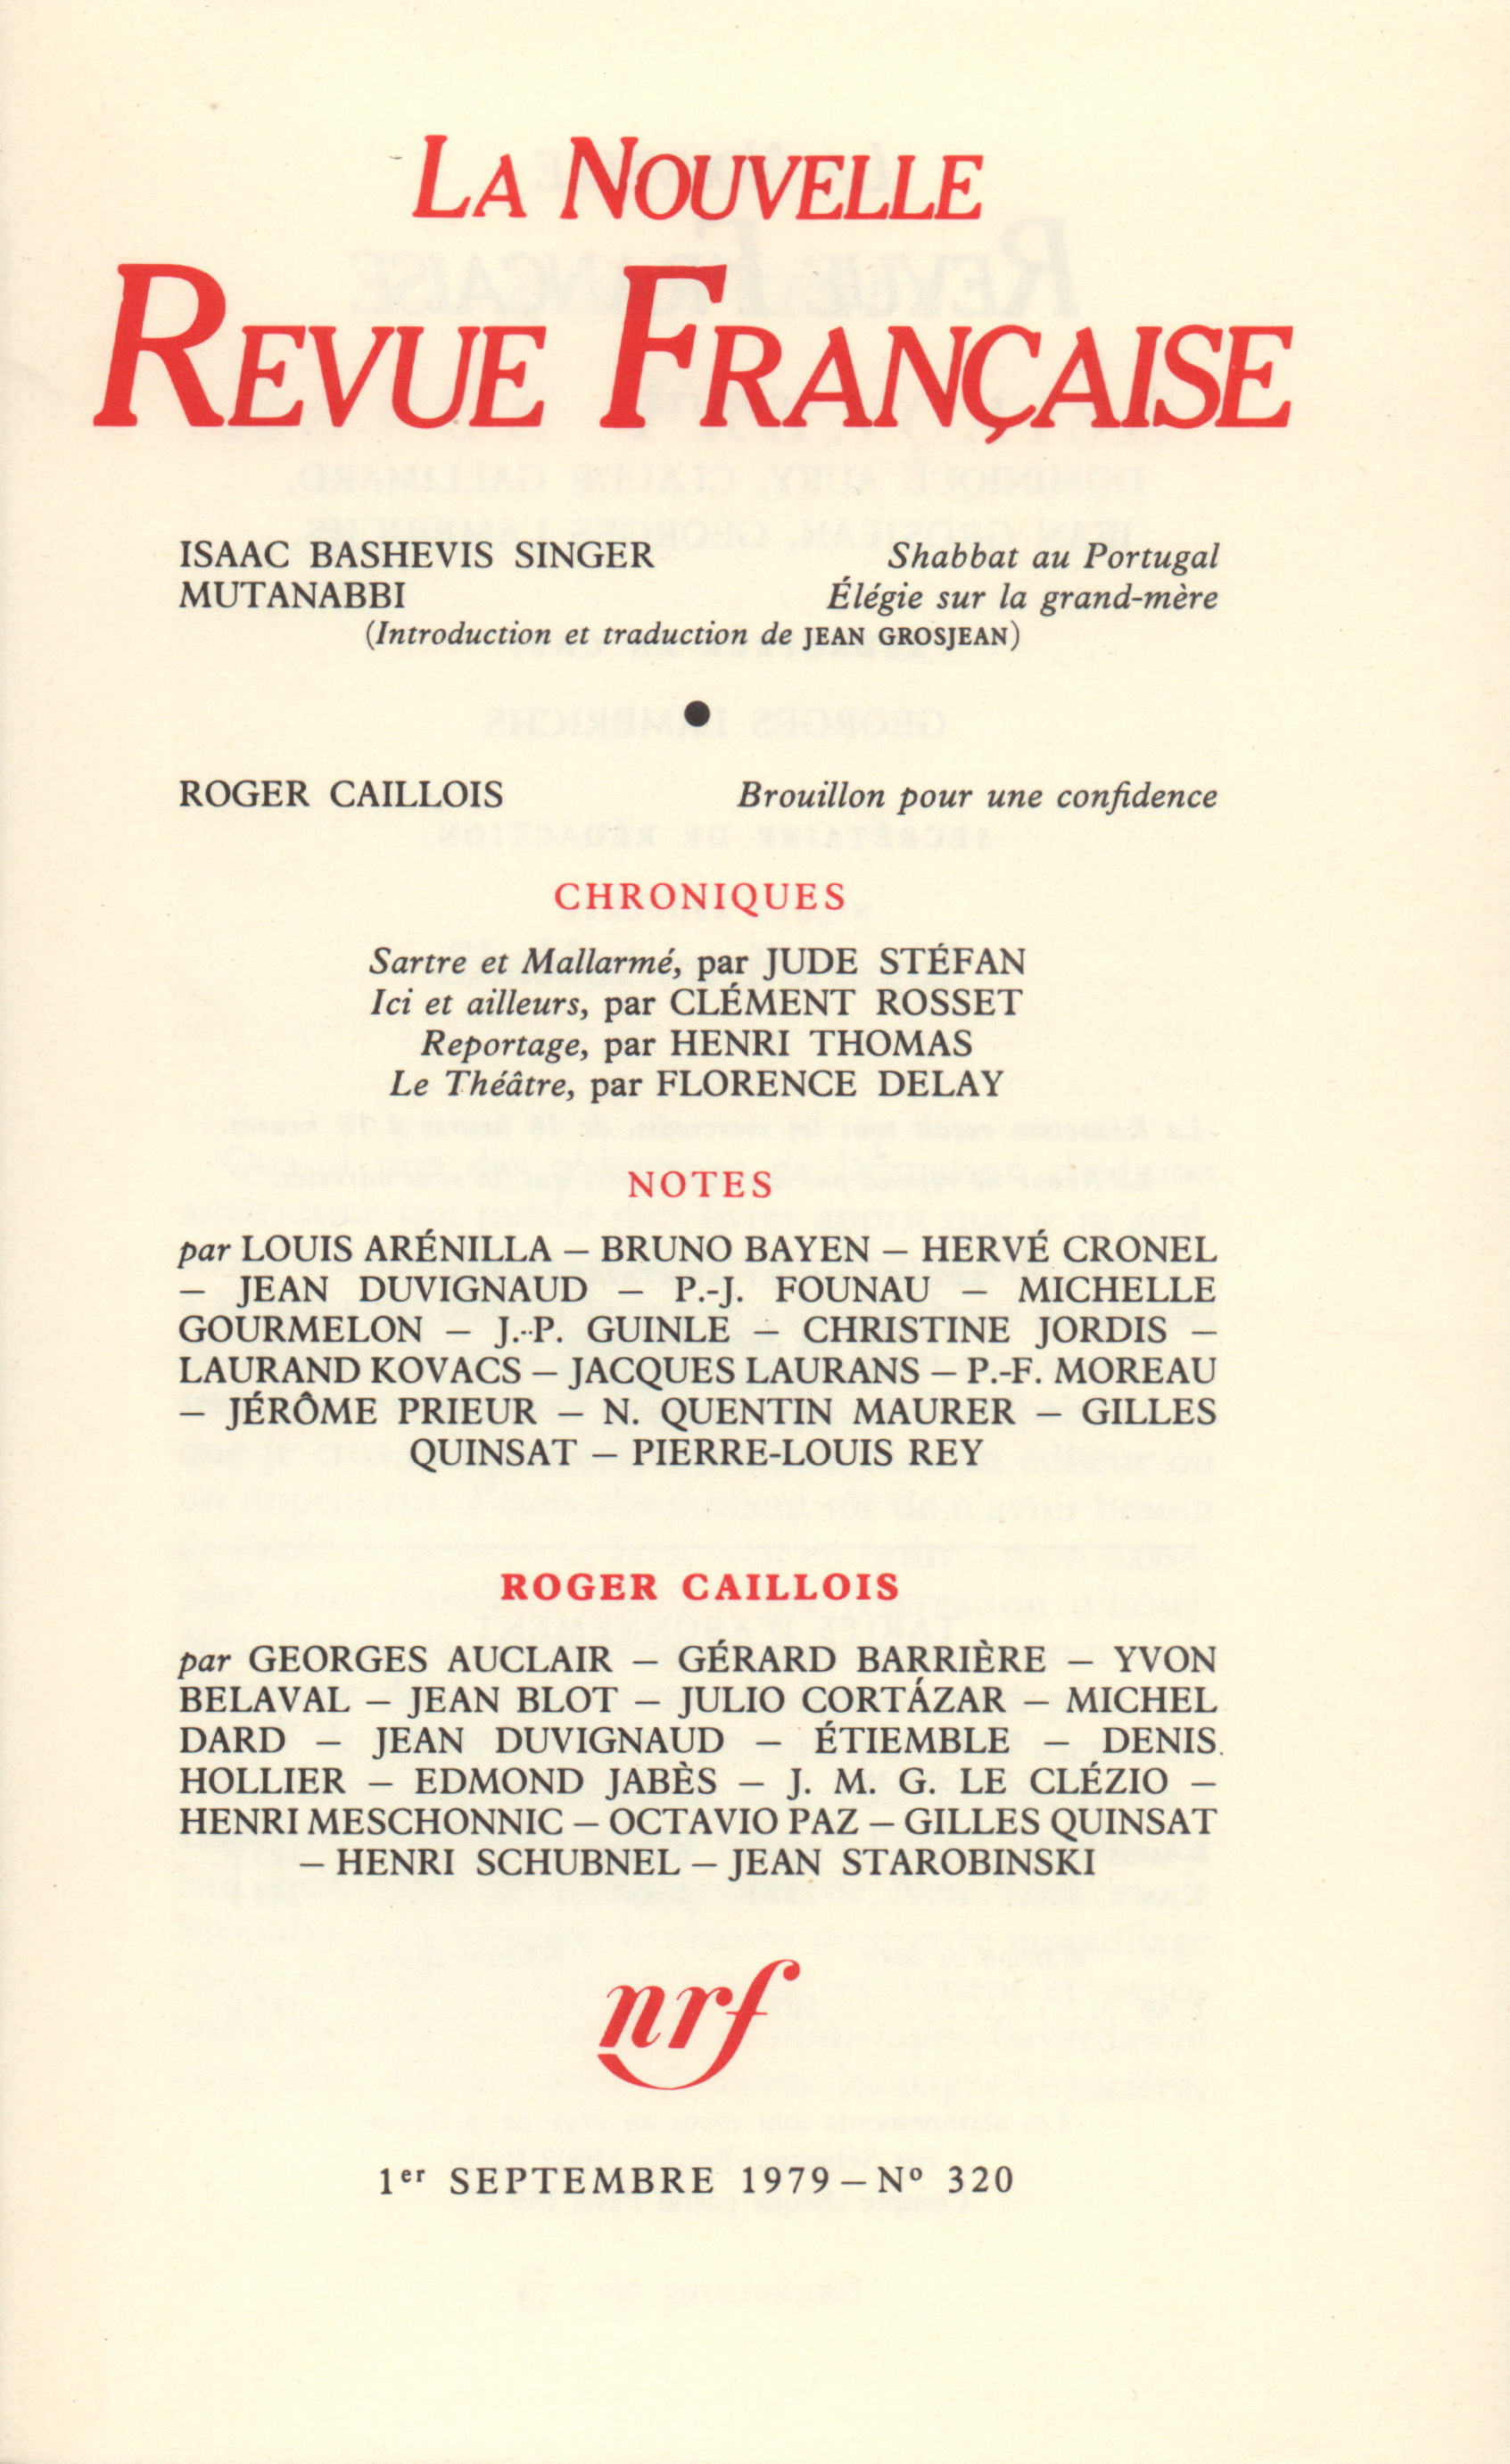 LA NOUVELLE
REVUE FRANÇAISE
ISAAC BASHEVIS SINGER Shabbat au Portugal
MUTANABBI Élégie sur la grand-mère
(Introduction et traduction de JEAN GROSJEAN)
●
ROGER CAILLOIS Brouillon pour une confidence
CHRONIQUES
Sartre et Mallarmé, par JUDE STÉFAN
Ici et ailleurs, par CLÉMENT ROSSET
Reportage, par HENRI THOMAS
Le Théâtre, par FLORENCE DELAY
NOTES
par LOUIS ARÉNILLA – BRUNO BAYEN – HERVÉ CRONEL
– JEAN DUVIGNAUD – P.-J. FOUNAU – MICHELLE
GOURMELON – J.-P. GUINLE – CHRISTINE JORDIS –
LAURAND KOVACS – JACQUES LAURANS – P.-F. MOREAU
– JÉRÔME PRIEUR – N. QUENTIN MAURER – GILLES
QUINSAT – PIERRE-LOUIS REY
ROGER CAILLOIS
par GEORGES AUCLAIR – GÉRARD BARRIÈRE – YVON
BELAVAL – JEAN BLOT – JULIO CORTÁZAR – MICHEL
DARD – JEAN DUVIGNAUD – ÉTIEMBLE – DENIS
HOLLIER – EDMOND JABÈS – J. M. G. LE CLÉZIO –
HENRI MESCHONNIC – OCTAVIO PAZ – GILLES QUINSAT
– HENRI SCHUBNEL – JEAN STAROBINSKI
nrf
1er SEPTEMBRE 1979 – Nº 320